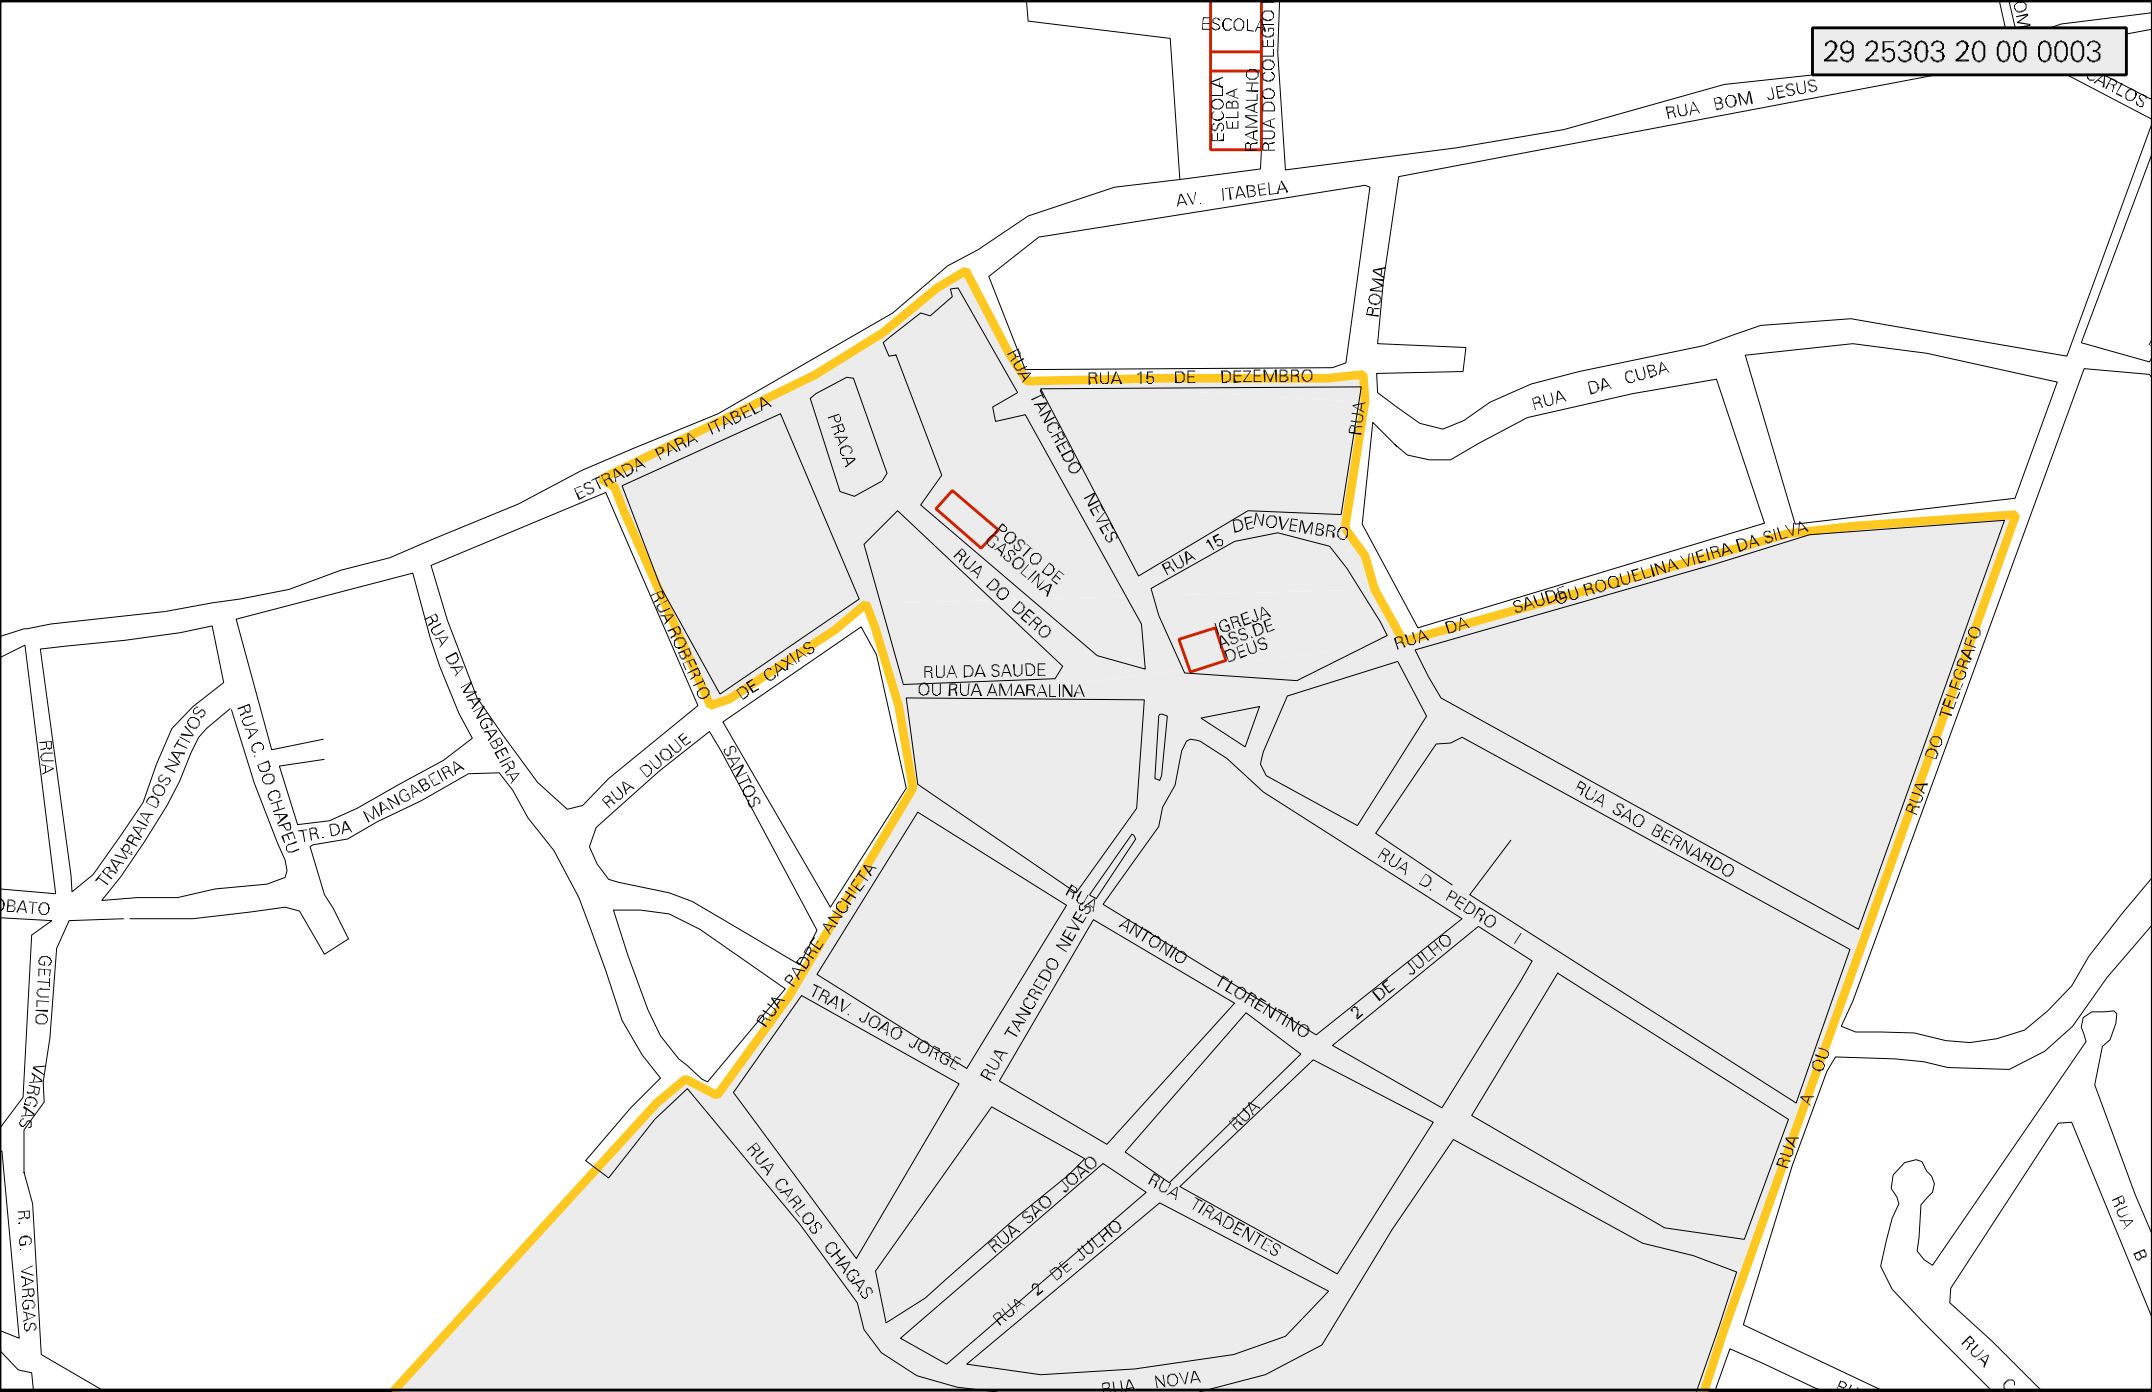 ESCOLA
29 25303 20 00 0003
ESCOLA
ELBA
RAMALHO
RUA DO COLEGIO
CARLOS
RUA BOM JESUS
AV. ITABELA
ROMA
RUA 15 DE DEZEMBRO
RUA
RUA DA CUBA
RUA TANCREDO NEVES
ESTRADA PARA ITABELA
PRACA
POSTO DE
GASOLINA
RUA 15 DE NOVEMBRO
RUA DO DERO
IGREJA
ASS.DE
DEUS
RUA DA SAUDE OU ROQUELINA VIEIRA DA SILVA
RUA ROBERTO SANTOS
RUA DUQUE DE CAXIAS
RUA DA SAUDE
OU RUA AMARALINA
RUA DA MANGABEIRA
RUA C. DO CHAPEU
TR. DA MANGABEIRA
TRAV.PRAIA DOS NATIVOS
RUA
OBATO
GETULIO VARGAS
VARGAS
R. G. VARGAS
RUA PADRE ANCHIETA
TRAV. JOAO JORGE
RUA TANCREDO NEVES
RUA ANTONIO FLORENTINO
RUA D. PEDRO I
RUA SAO BERNARDO
RUA 2 DE JULHO
RUA A OU RUA DO TELEGRAFO
RUA CARLOS CHAGAS
RUA SAO JOAO
RUA TIRADENTES
RUA 2 DE JULHO
RUA NOVA
RUA B
RUA C